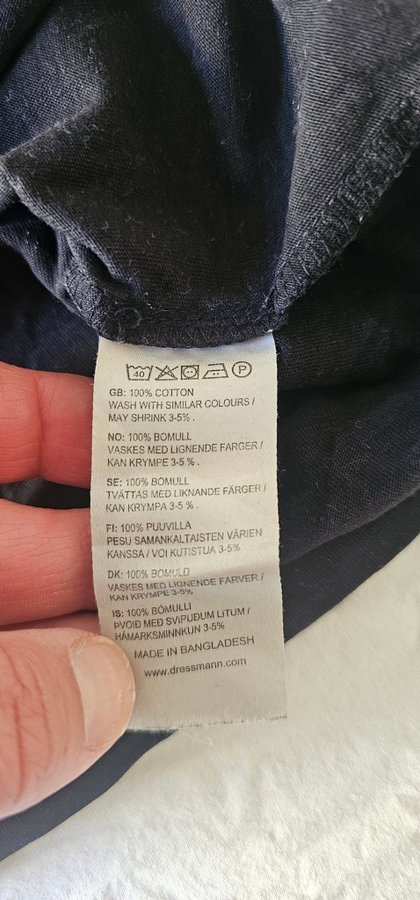 40 P
GB: 100% COTTON
WASH WITH SIMILAR COLOURS /
MAY SHRINK 3-5% .
NO: 100% BOMULL
VASKES MED LIGNENDE FARGER /
KAN KRYMPE 3-5 % .
SE: 100% BOMULL
TVÄTTAS MED LIKNANDE FÄRGER /
KAN KRYMPA 3-5 % .
FI: 100% PUUVILLA
PESU SAMANKALTAISTEN VÄRIEN
KANSSA / VOI KUTISTUA 3-5%
DK: 100% BOMULD
VASKES MED LIGNENDE FARVER /
KAN KRYMPE 3-5%
IS: 100% BÓMULLI
ÞVOIÐ MEÐ SVIPUÐUM LITUM /
HÁMARKSMINNKUN 3-5%
MADE IN BANGLADESH
www.dressmann.com